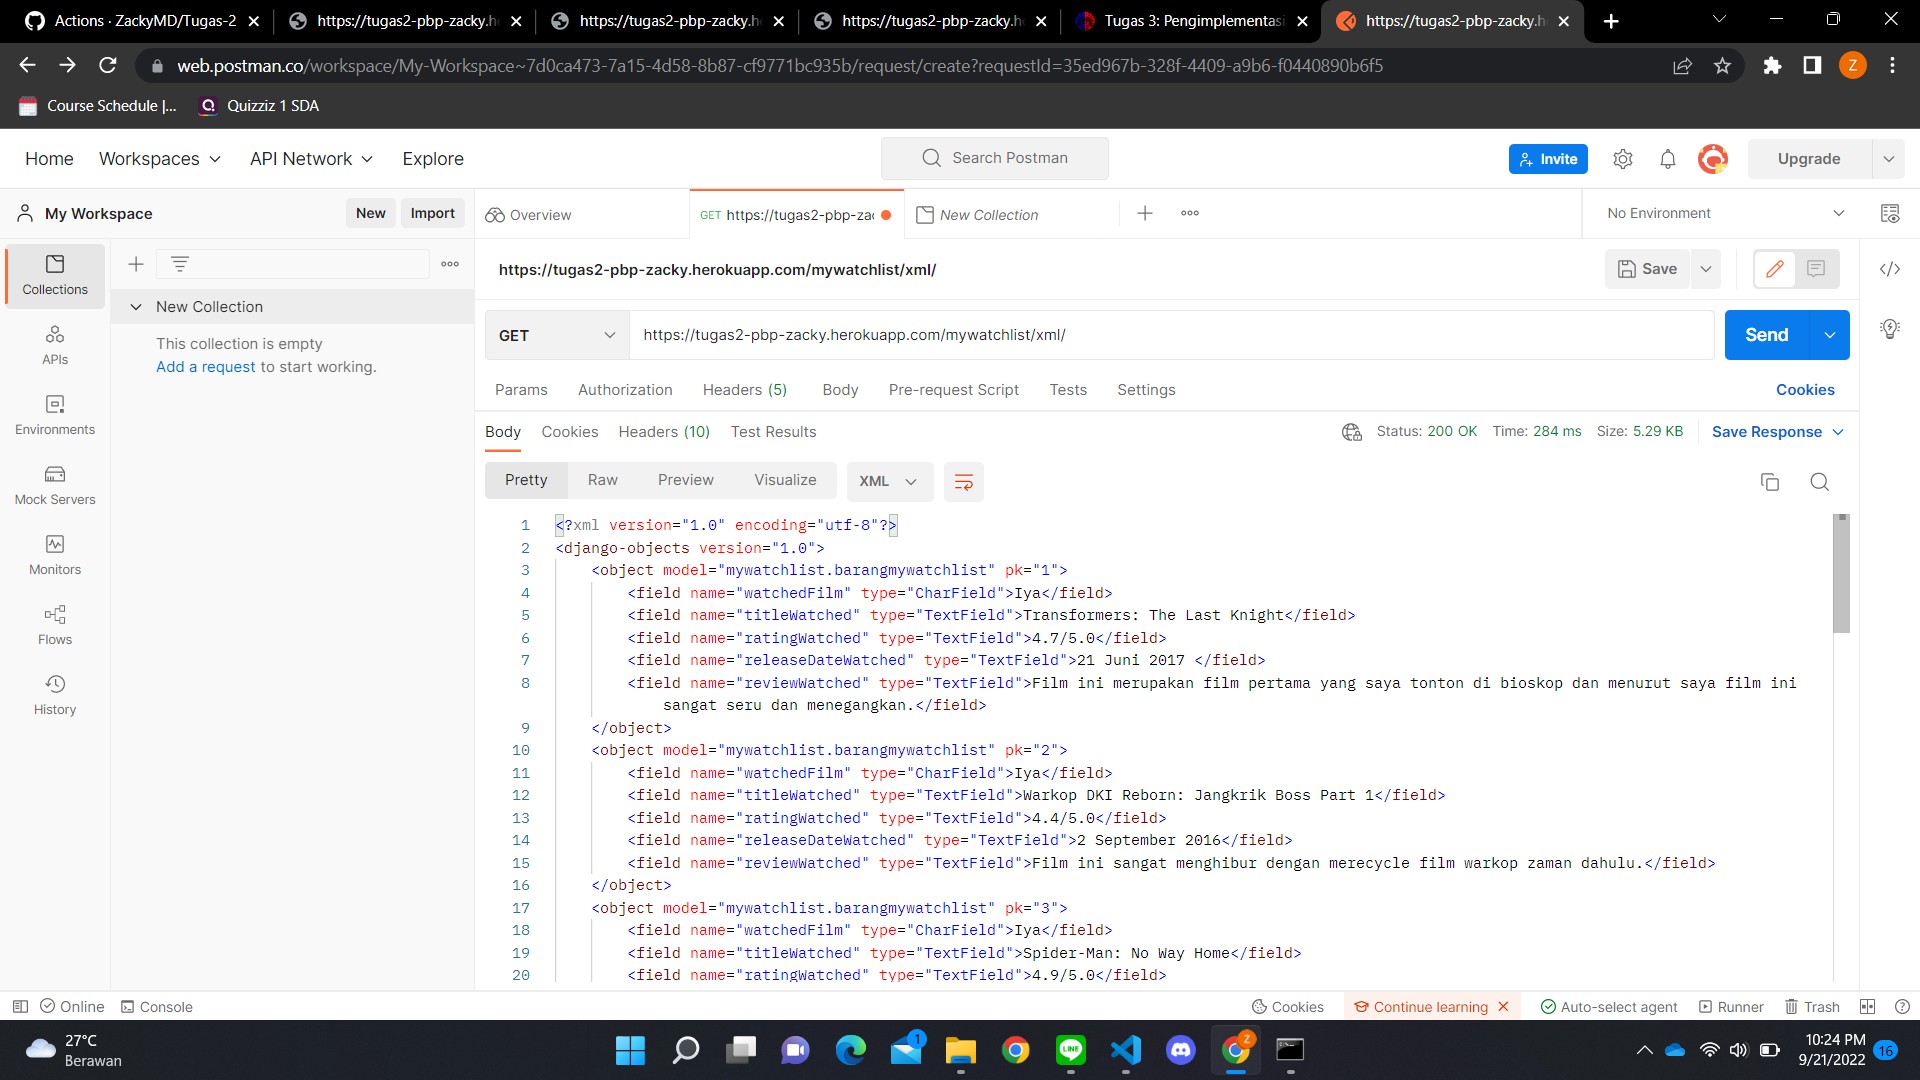 Actions · ZackyMD/Tugas-2
https://tugas2-pbp-zacky.h
https://tugas2-pbp-zacky.h
https://tugas2-pbp-zacky.h
Tugas 3: Pengimplementasi
https://tugas2-pbp-zacky.h
web.postman.co/workspace/My-Workspace~7d0ca473-7a15-4d58-8b87-cf9771bc935b/request/create?requestId=35ed967b-328f-4409-a9b6-f0440890b6f5
Z
Course Schedule |...
Quizziz 1 SDA
Home Workspaces API Network Explore
Search Postman
Invite
Upgrade
My Workspace
New Import
Overview
GET https://tugas2-pbp-za
New Collection
No Environment
Collections
APIs
Environments
Mock Servers
Monitors
Flows
History
New Collection
This collection is empty
Add a request to start working.
https://tugas2-pbp-zacky.herokuapp.com/mywatchlist/xml/
Save
GET https://tugas2-pbp-zacky.herokuapp.com/mywatchlist/xml/
Send
Params Authorization Headers (5) Body Pre-request Script Tests Settings Cookies
Body Cookies Headers (10) Test Results
Status: 200 OK Time: 284 ms Size: 5.29 KB Save Response
Pretty Raw Preview Visualize XML
1 <?xml version="1.0" encoding="utf-8"?>
2 <django-objects version="1.0">
3 <object model="mywatchlist.barangmywatchlist" pk="1">
4 <field name="watchedFilm" type="CharField">Iya</field>
5 <field name="titleWatched" type="TextField">Transformers: The Last Knight</field>
6 <field name="ratingWatched" type="TextField">4.7/5.0</field>
7 <field name="releaseDateWatched" type="TextField">21 Juni 2017 </field>
8 <field name="reviewWatched" type="TextField">Film ini merupakan film pertama yang saya tonton di bioskop dan menurut saya film ini
sangat seru dan menegangkan.</field>
9 </object>
10 <object model="mywatchlist.barangmywatchlist" pk="2">
11 <field name="watchedFilm" type="CharField">Iya</field>
12 <field name="titleWatched" type="TextField">Warkop DKI Reborn: Jangkrik Boss Part 1</field>
13 <field name="ratingWatched" type="TextField">4.4/5.0</field>
14 <field name="releaseDateWatched" type="TextField">2 September 2016</field>
15 <field name="reviewWatched" type="TextField">Film ini sangat menghibur dengan merecycle film warkop zaman dahulu.</field>
16 </object>
17 <object model="mywatchlist.barangmywatchlist" pk="3">
18 <field name="watchedFilm" type="CharField">Iya</field>
19 <field name="titleWatched" type="TextField">Spider-Man: No Way Home</field>
20 <field name="ratingWatched" type="TextField">4.9/5.0</field>
Online Console
Cookies Continue learning Auto-select agent Runner Trash
27°C
Berawan
1
LINE
Z
10:24 PM
9/21/2022
16